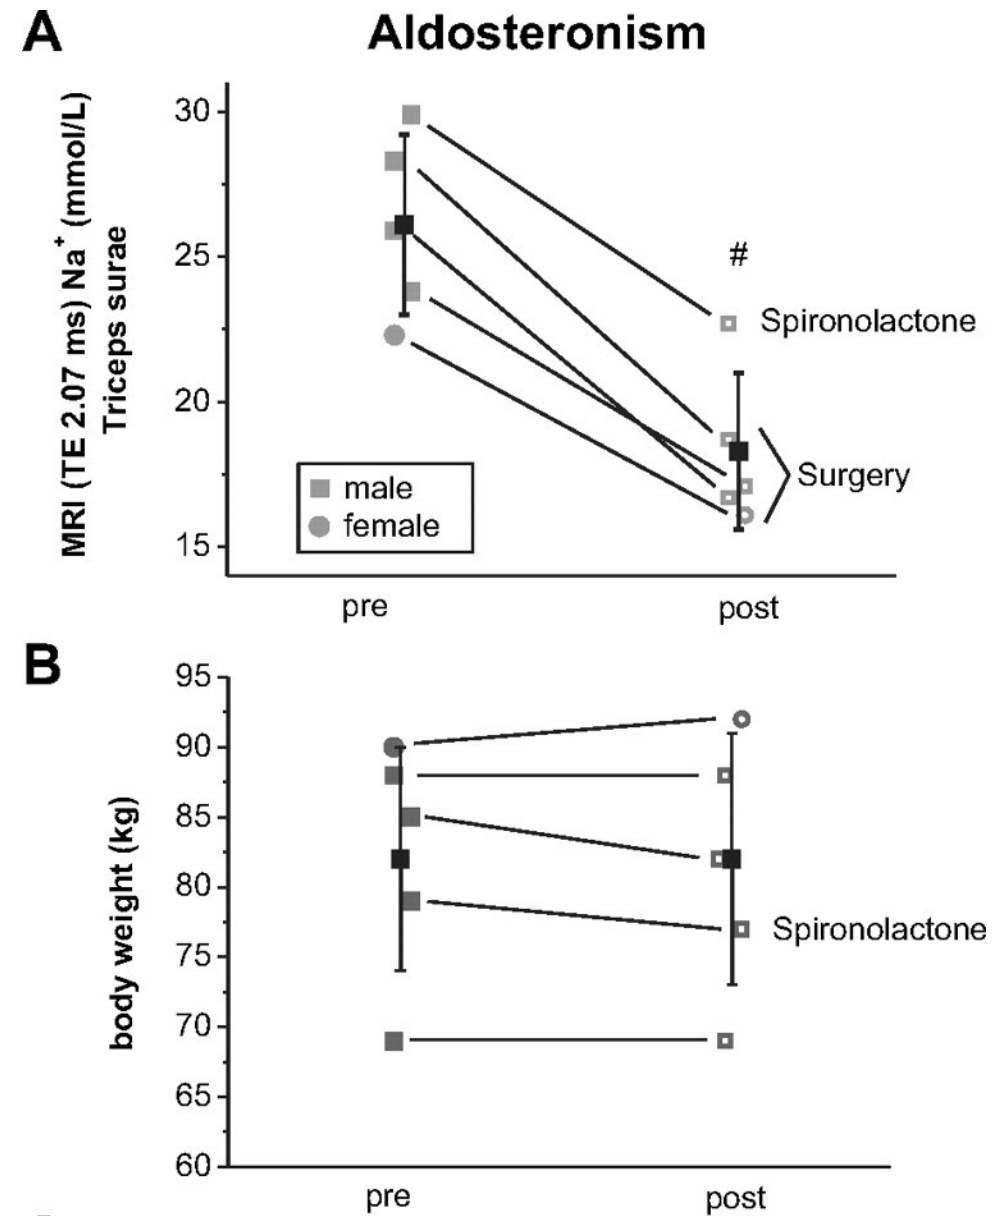 A
Aldosteronism
MRI (TE 2.07 ms) Na⁺ (mmol/L)
Triceps surae
30
25
20
15
#
Spironolactone
Surgery
male
female
pre
post
B
body weight (kg)
95
90
85
80
75
70
65
60
Spironolactone
pre
post